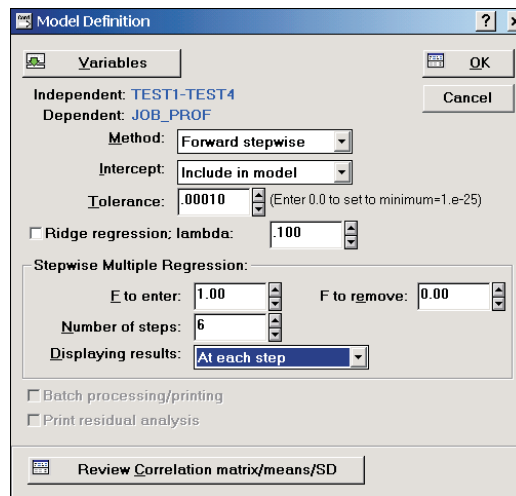 Model Definition
Variables
OK
Independent: TEST1-TEST4
Cancel
Dependent: JOB_PROF
Method: Forward stepwise
Intercept: Include in model
Tolerance: .00010 (Enter 0.0 to set to minimum=1.e-25)
Ridge regression; lambda: .100
Stepwise Multiple Regression:
F to enter: 1.00 F to remove: 0.00
Number of steps: 6
Displaying results: At each step
Batch processing/printing
Print residual analysis
Review Correlation matrix/means/SD